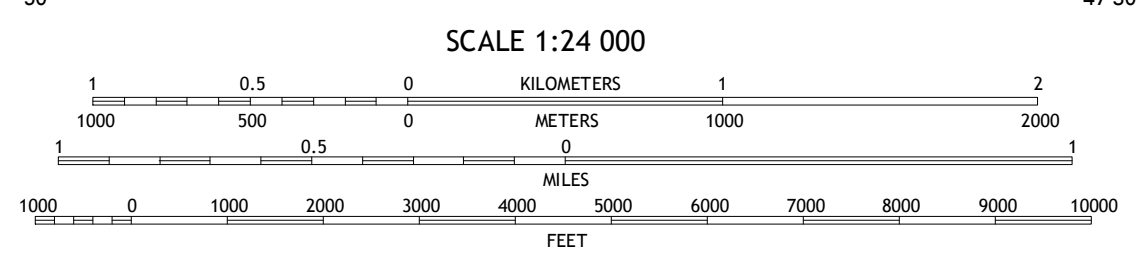 SCALE 1:24 000
1 0.5 0 KILOMETERS 1 2
1000 500 0 METERS 1000 2000
1 0.5 0 1
MILES
1000 0 1000 2000 3000 4000 5000 6000 7000 8000 9000 10000
FEET